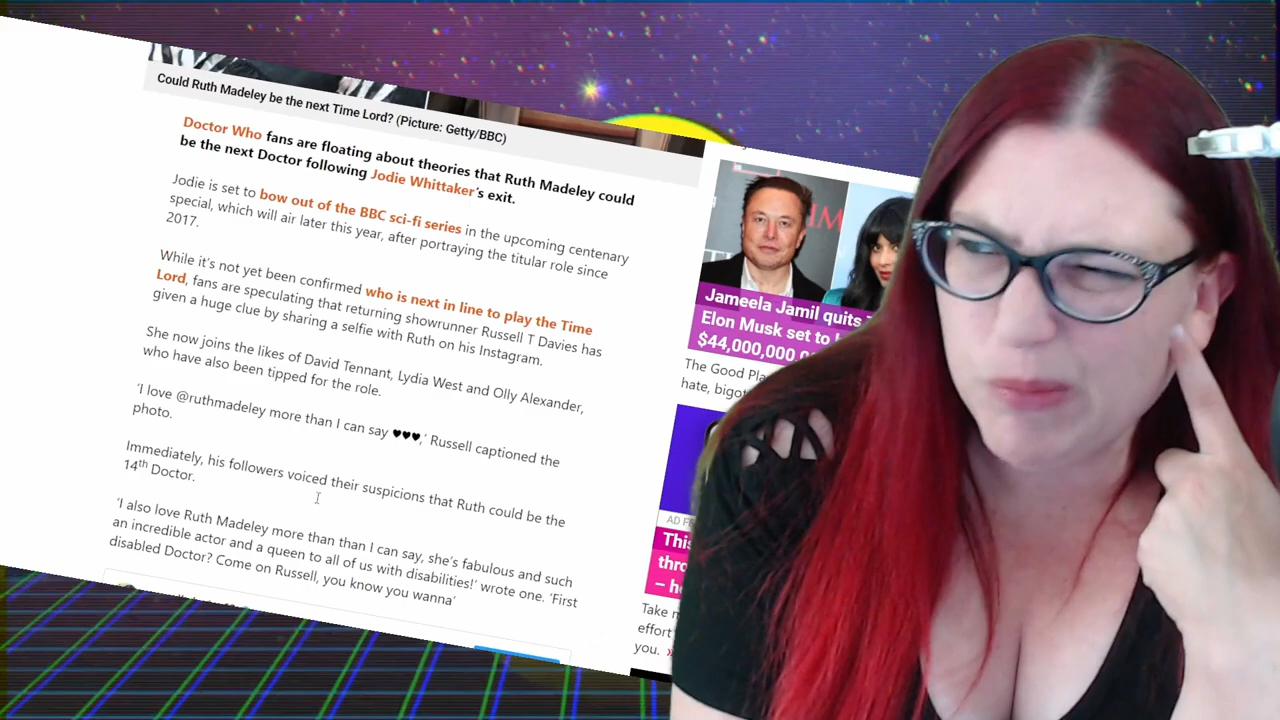 Could Ruth Madeley be the next Time Lord? (Picture: Getty/BBC)
Doctor Who fans are floating about theories that Ruth Madeley could
be the next Doctor following Jodie Whittaker's exit.
Jodie is set to bow out of the BBC sci-fi series in the upcoming centenary
special, which will air later this year, after portraying the titular role since
2017.
While it's not yet been confirmed who is next in line to play the Time
Lord, fans are speculating that returning showrunner Russell T Davies has
given a huge clue by sharing a selfie with Ruth on his Instagram.
She now joins the likes of David Tennant, Lydia West and Olly Alexander,
who have also been tipped for the role.
'I love @ruthmadeley more than I can say ♥♥♥,' Russell captioned the
photo.
Immediately, his followers voiced their suspicions that Ruth could be the
14th Doctor.
'I also love Ruth Madeley more than than I can say, she's fabulous and such
an incredible actor and a queen to all of us with disabilities!' wrote one. 'First
disabled Doctor? Come on Russell, you know you wanna'
Jameela Jamil quits
Elon Musk set to
$44,000,000,0
The Good Pla
hate, bigot
AD
This
thro
– h
Take
effort
you. »